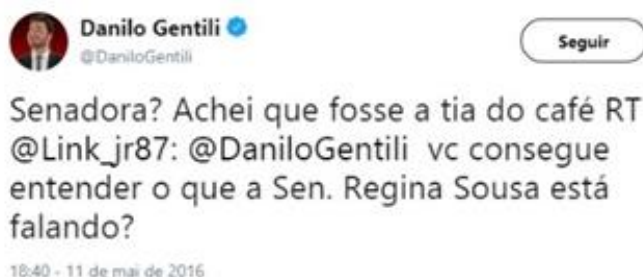 Danilo Gentili
@DaniloGentili
Seguir
Senadora? Achei que fosse a tia do café RT
@Link_jr87: @DaniloGentili vc consegue
entender o que a Sen. Regina Sousa está
falando?
18:40 - 11 de mai de 2016